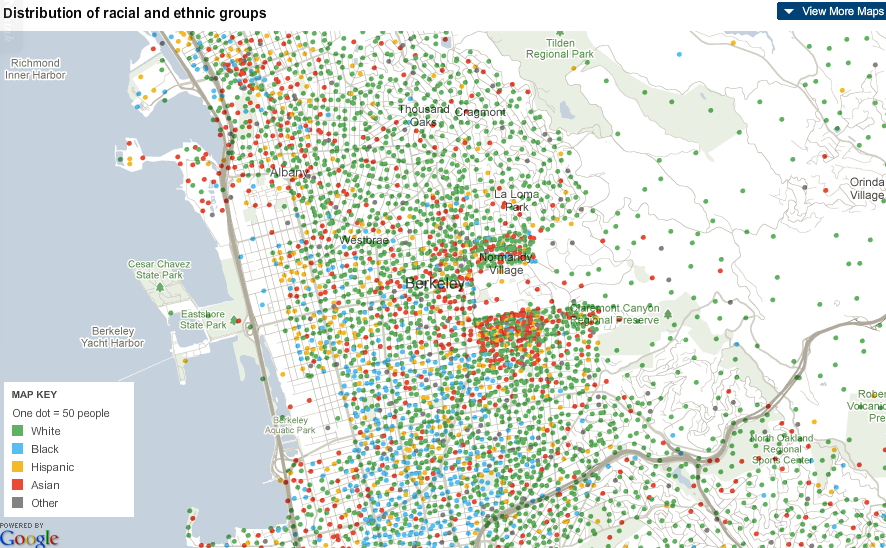 Distribution of racial and ethnic groups
View More Maps
Richmond
Inner Harbor
Tilden
Regional Park
Thousand
Oaks
Cragmont
Albany
La Loma
Park
Orinda
Village
Westbrae
Normandy
Village
Cesar Chavez
State Park
Berkeley
Eastshore
State Park
Claremont Canyon
Regional Preserve
Berkeley
Yacht Harbor
MAP KEY
One dot = 50 people
White
Black
Hispanic
Asian
Other
Berkeley
Aquatic Park
Rober
Volcanic
Pre
North Oakland
Regional
Sports Center
POWERED BY
Google